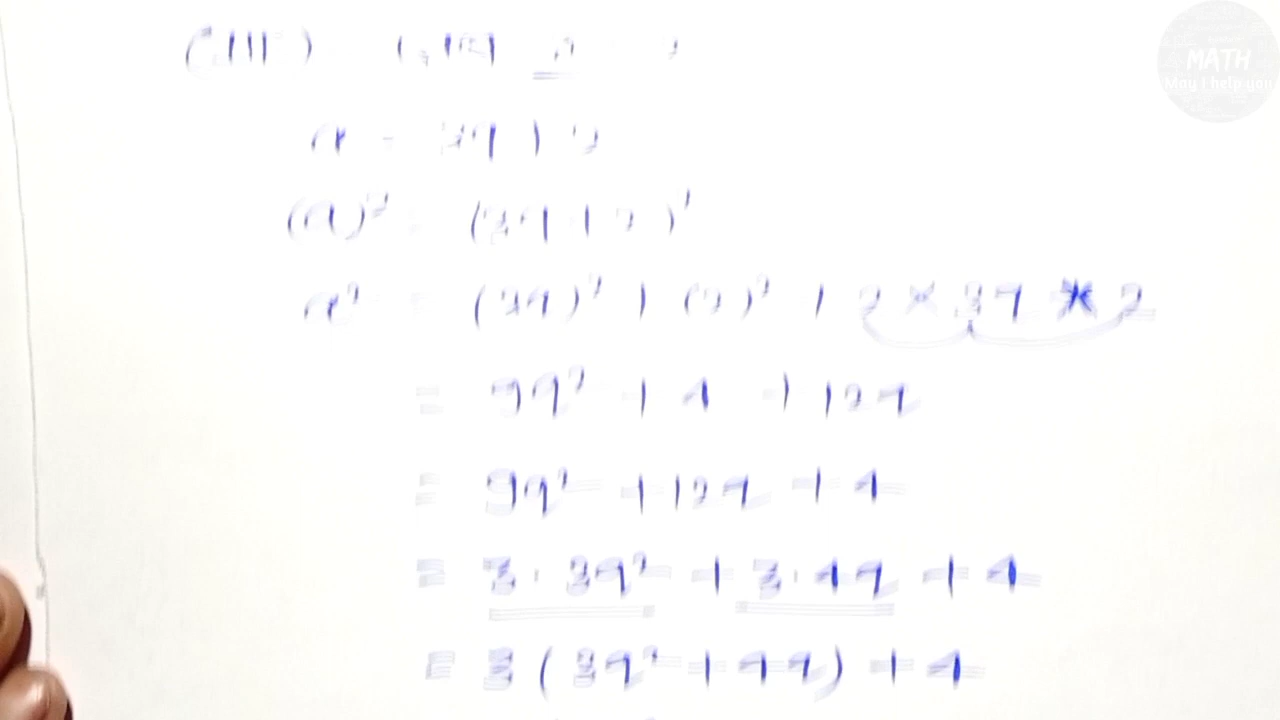 MATH
May I help you
(III)
a = 3q + 2
(a)² = (3q + 2)²
a² = (3q)² + (2)² + 2 × 3q × 2
= 9q² + 4 + 12q
= 9q² + 12q + 4
= 3·3q² + 3·4q + 4
= 3(3q² + 4q) + 4